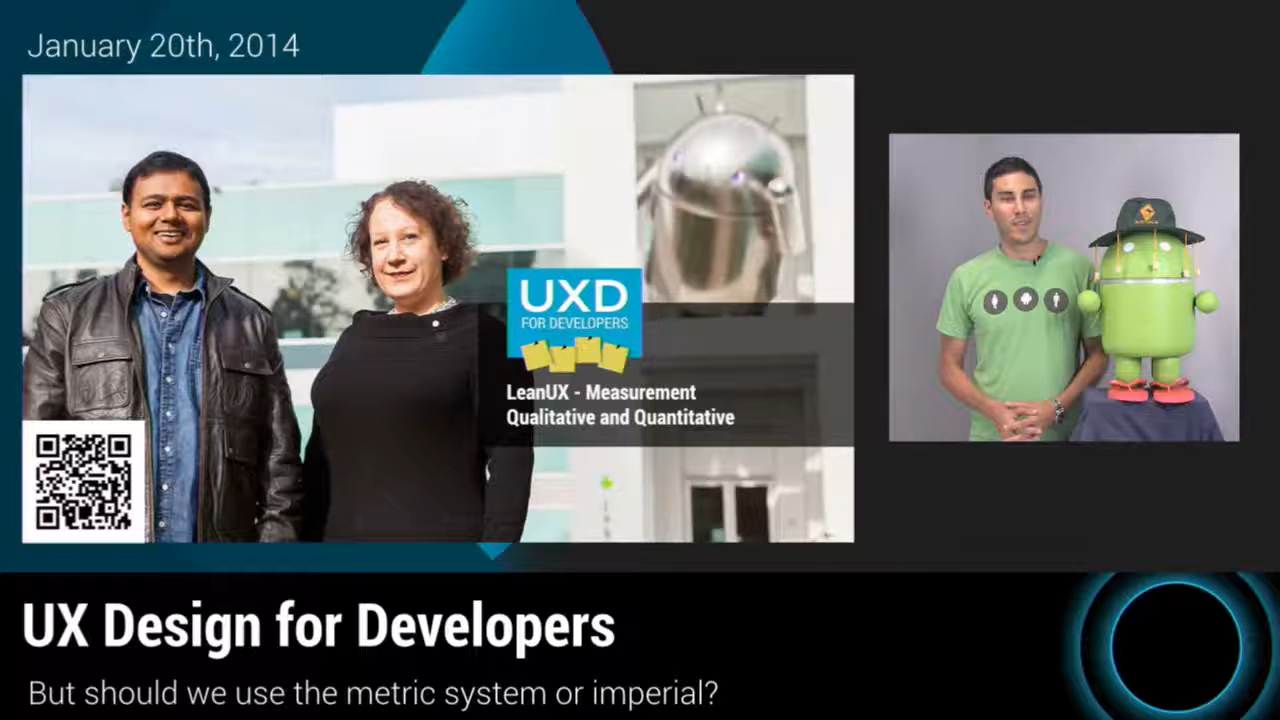 January 20th, 2014
UXD
FOR DEVELOPERS
LeanUX - Measurement
Qualitative and Quantitative
UX Design for Developers
But should we use the metric system or imperial?